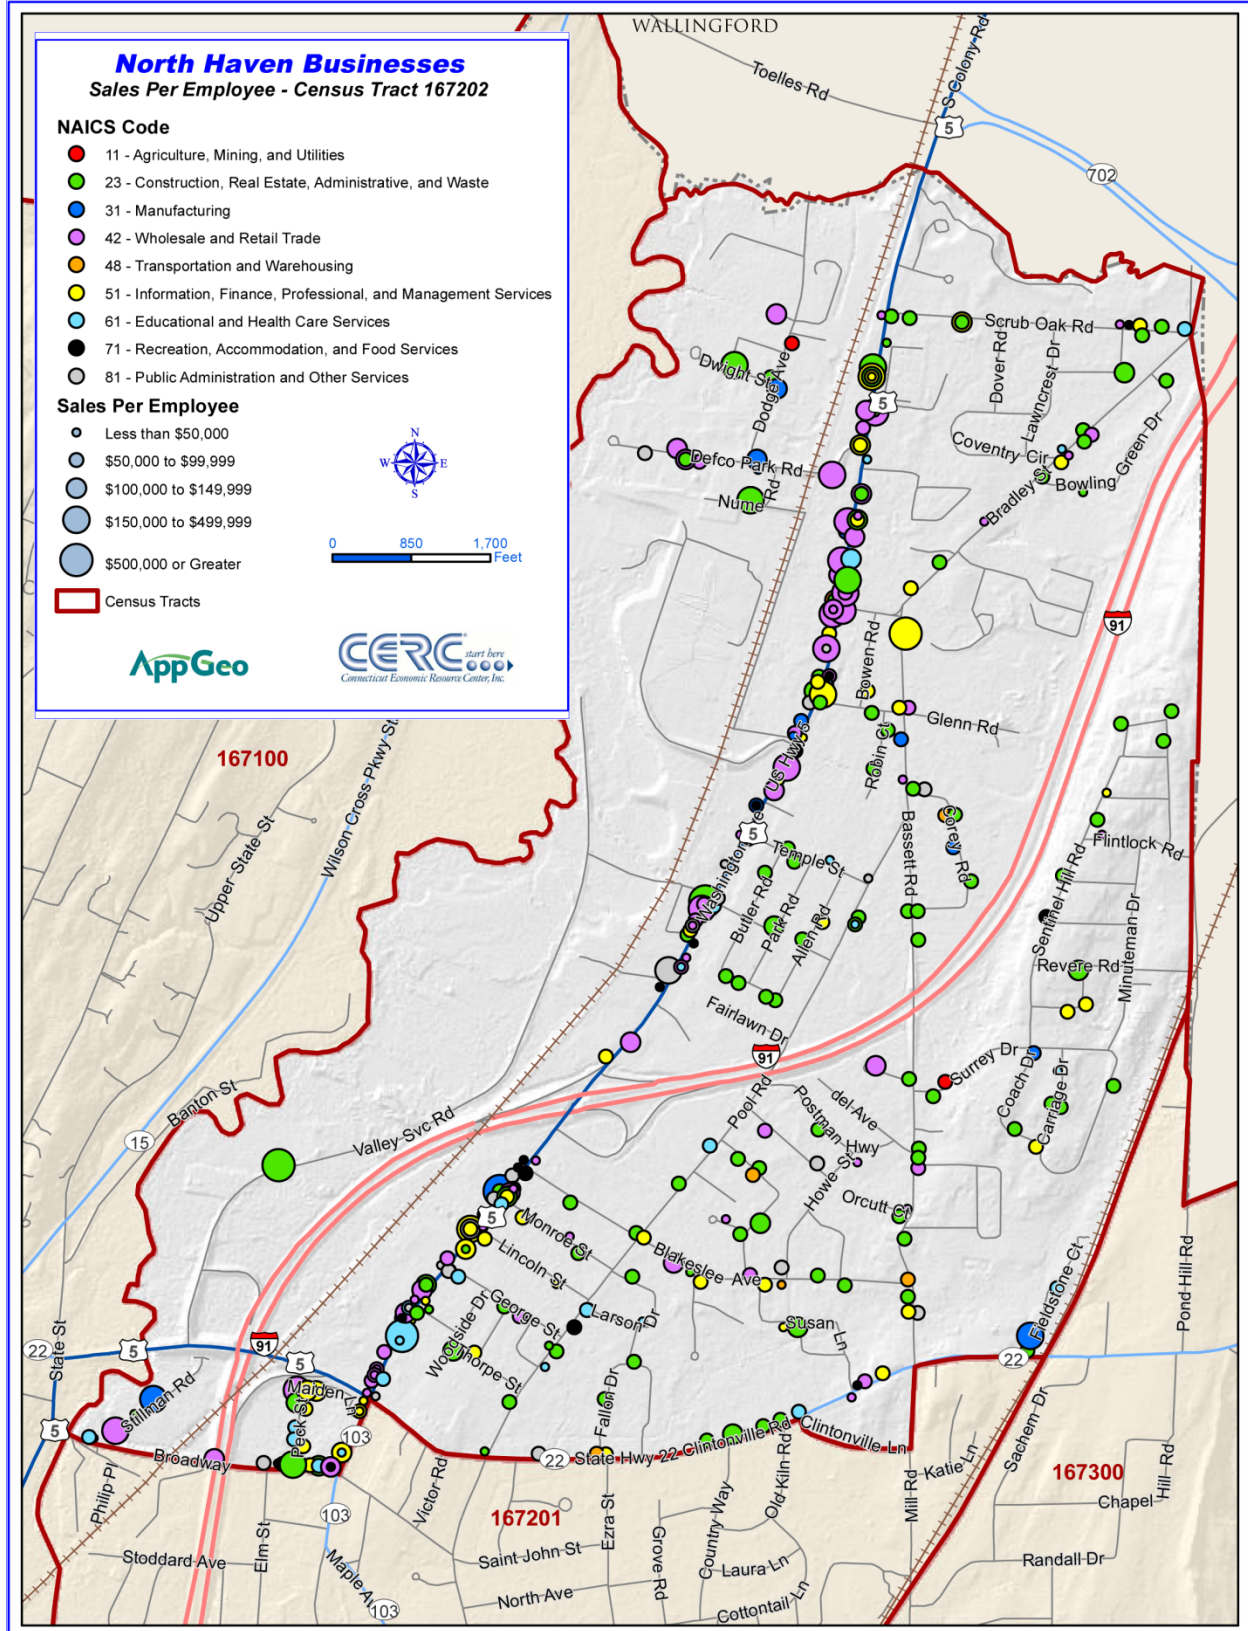 WALLINGFORD
North Haven Businesses
Sales Per Employee - Census Tract 167202
NAICS Code
11 - Agriculture, Mining, and Utilities
23 - Construction, Real Estate, Administrative, and Waste
31 - Manufacturing
42 - Wholesale and Retail Trade
48 - Transportation and Warehousing
51 - Information, Finance, Professional, and Management Services
61 - Educational and Health Care Services
71 - Recreation, Accommodation, and Food Services
81 - Public Administration and Other Services
Sales Per Employee
Less than $50,000
$50,000 to $99,999
$100,000 to $149,999
$150,000 to $499,999
$500,000 or Greater
Census Tracts
N
W E
S
0 850 1,700
Feet
AppGeo
CERC start here
Connecticut Economic Resource Center, Inc.
Toelles Rd
S Colony Rd
5
702
Scrub Oak Rd
Dover Rd
Lawncrest Dr
Dwight St
Dodge Ave
5
Coventry Cir
Bowling Green Dr
Bradley St
Defco Park Rd
Nume Rd
91
Bowen Rd
Glenn Rd
Robin Ct
US Hwy 5
167100
Wilson Cross Pkwy St
Upper State St
5
Washington Ave
Temple St
Bassett Rd
Corey Rd
Flintlock Rd
Sentinel Hill Rd
Butler Rd
Park Rd
Allen Rd
Minuteman Dr
Revere Rd
Fairlawn Dr
91
Surrey Dr
Coach Dr
Carriage Dr
Banton St
15
Valley Svc Rd
Pool Rd
Postman Hwy
del Ave
Howe St
Orcutt Ct
5
Monroe St
Lincoln St
Blakeslee Ave
George St
Larson Dr
Woodside Dr
Thorpe St
Susan Ln
Fieldstone Ct
Pond Hill Rd
State St
22
5
91
5
22
Stillman Rd
Maiden Ln
Peck St
5
Broadway
103
Fallon Dr
22
State Hwy 22
Clintonville Rd
Clintonville Ln
Philip Pl
Victor Rd
Old Kiln Rd
Katie Ln
Sachem Dr
167300
Hill Rd
Chapel
Mill Rd
103
167201
Ezra St
Country Way
Stoddard Ave
Elm St
Maple Av
103
Saint John St
North Ave
Grove Rd
Laura Ln
Cottontail Ln
Randall Dr